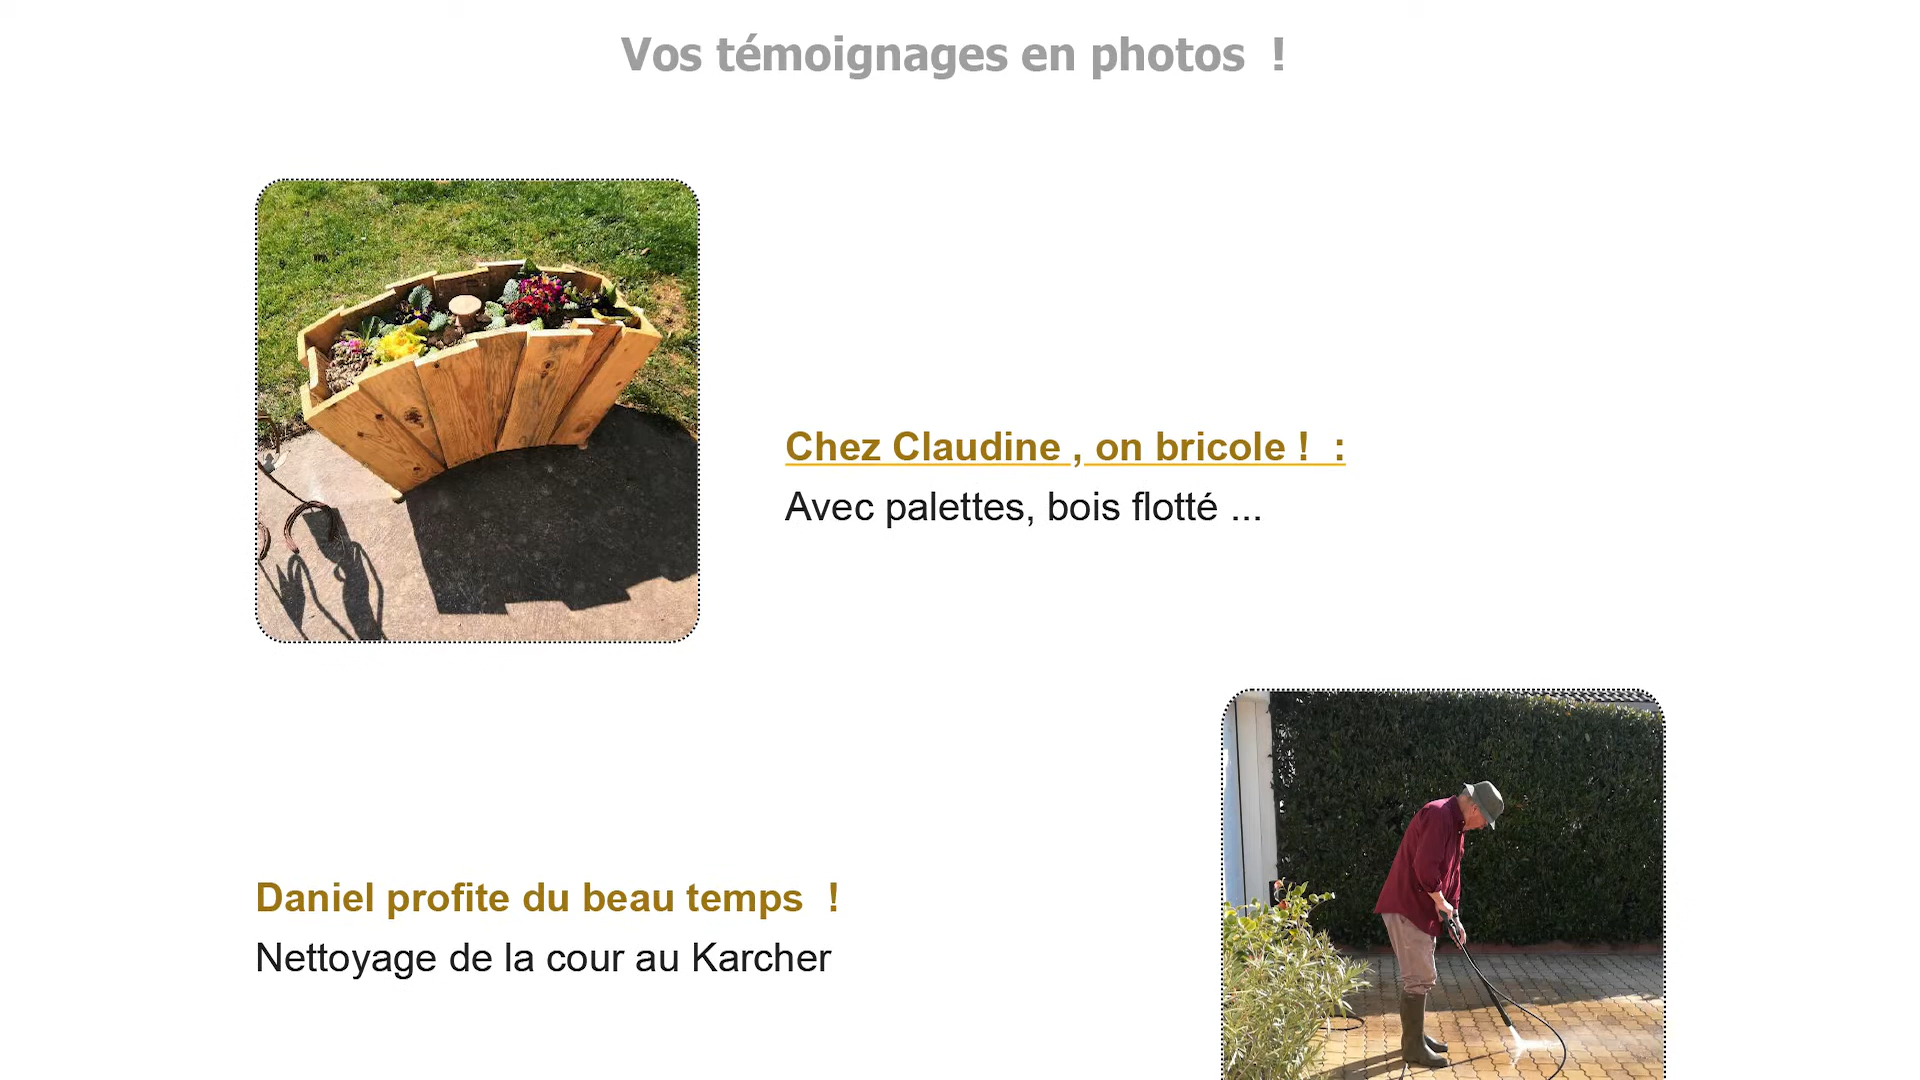 Vos témoignages en photos  !
Chez Claudine , on bricole !  :
Avec palettes, bois flotté ...
Daniel profite du beau temps  !
Nettoyage de la cour au Karcher